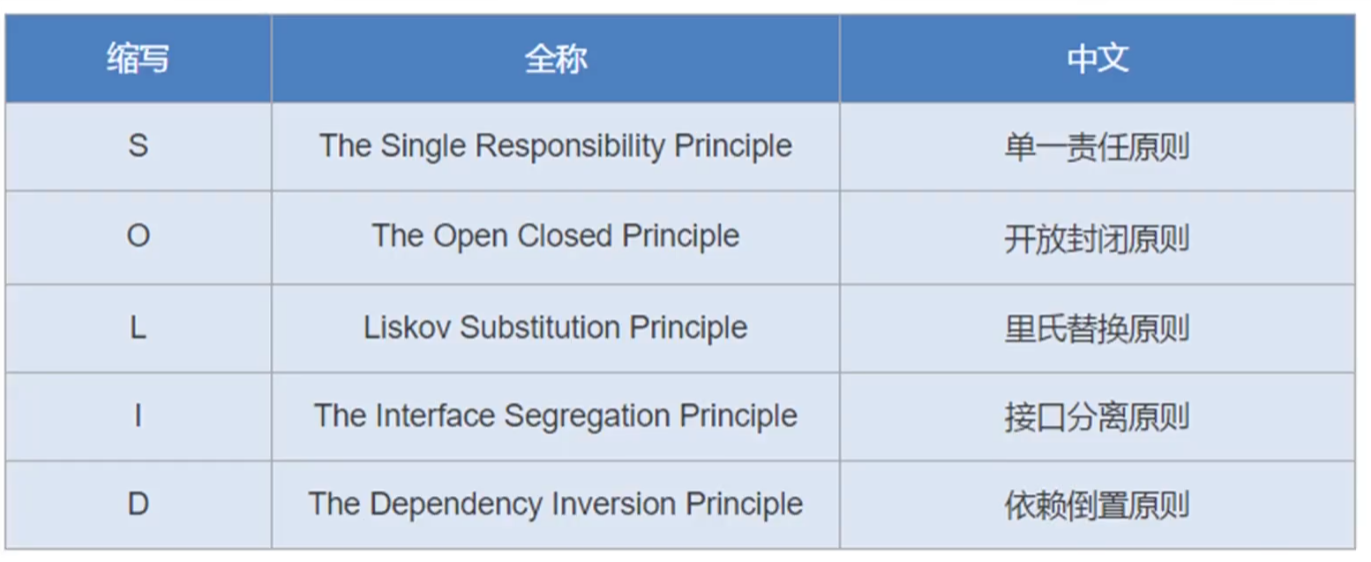 缩写 全称 中文
S The Single Responsibility Principle 单一责任原则
O The Open Closed Principle 开放封闭原则
L Liskov Substitution Principle 里氏替换原则
I The Interface Segregation Principle 接口分离原则
D The Dependency Inversion Principle 依赖倒置原则